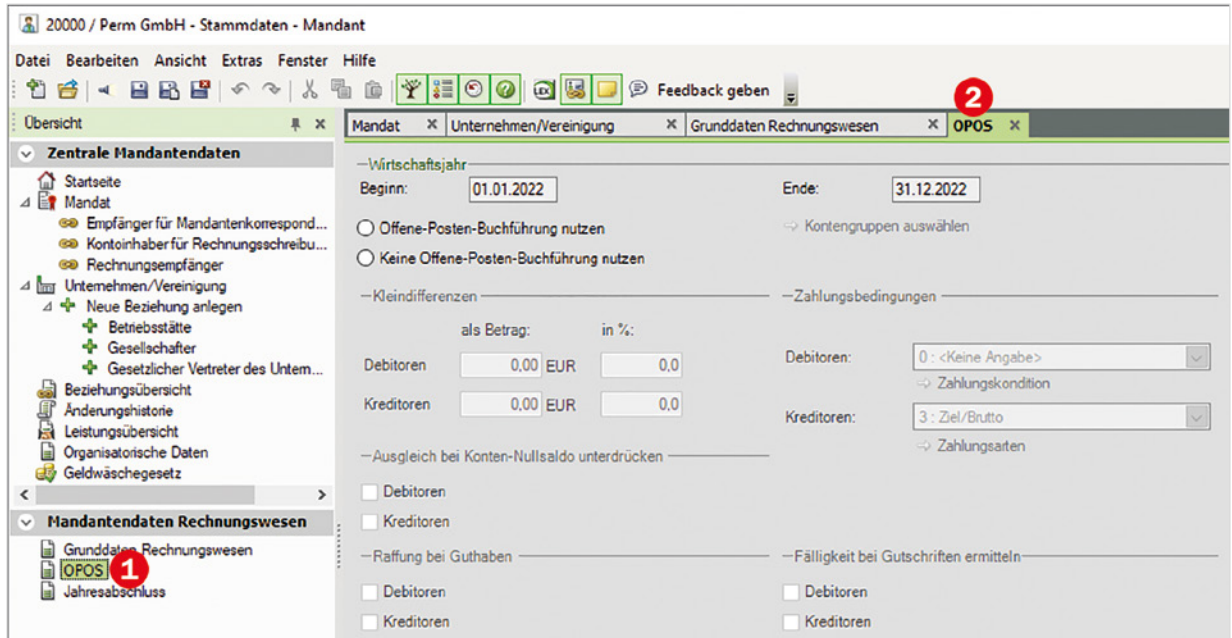 20000 / Perm GmbH - Stammdaten - Mandant
Datei Bearbeiten Ansicht Extras Fenster Hilfe
Feedback geben
2
Übersicht
Mandat Unternehmen/Vereinigung Grunddaten Rechnungswesen OPOS
Zentrale Mandantendaten
Startseite
Mandat
Empfänger für Mandantenkorrespond...
Kontoinhaber für Rechnungsschreibu...
Rechnungsempfänger
Unternehmen/Vereinigung
Neue Beziehung anlegen
Betriebsstätte
Gesellschafter
Gesetzlicher Vertreter des Untern...
Beziehungsübersicht
Änderungshistorie
Leistungsübersicht
Organisatorische Daten
Geldwäschegesetz
Mandantendaten Rechnungswesen
Grunddaten Rechnungswesen
OPOS 1
Jahresabschluss
Wirtschaftsjahr
Beginn: 01.01.2022 Ende: 31.12.2022
Offene-Posten-Buchführung nutzen Kontengruppen auswählen
Keine Offene-Posten-Buchführung nutzen
Kleindifferenzen Zahlungsbedingungen
als Betrag: in %:
Debitoren 0,00 EUR 0,0 Debitoren: 0 : <Keine Angabe>
Zahlungskondition
Kreditoren 0,00 EUR 0,0 Kreditoren: 3 : Ziel/Brutto
Zahlungsarten
Ausgleich bei Konten-Nullsaldo unterdrücken
Debitoren
Kreditoren
Raffung bei Guthaben Fälligkeit bei Gutschriften ermitteln
Debitoren Debitoren
Kreditoren Kreditoren